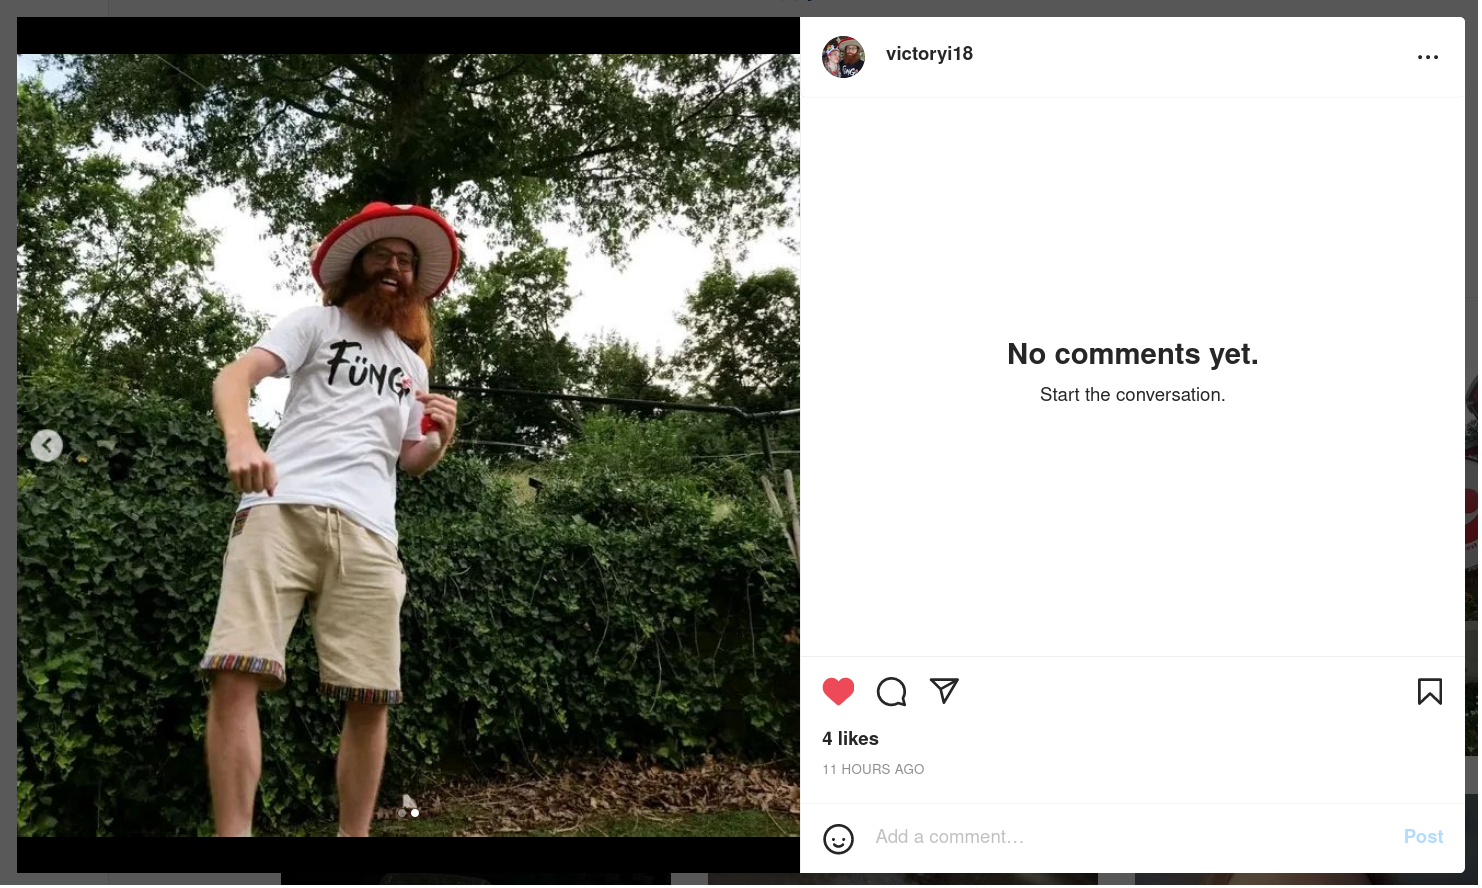 victoryi18
FüNG
No comments yet.
Start the conversation.
4 likes
11 HOURS AGO
Add a comment…
Post